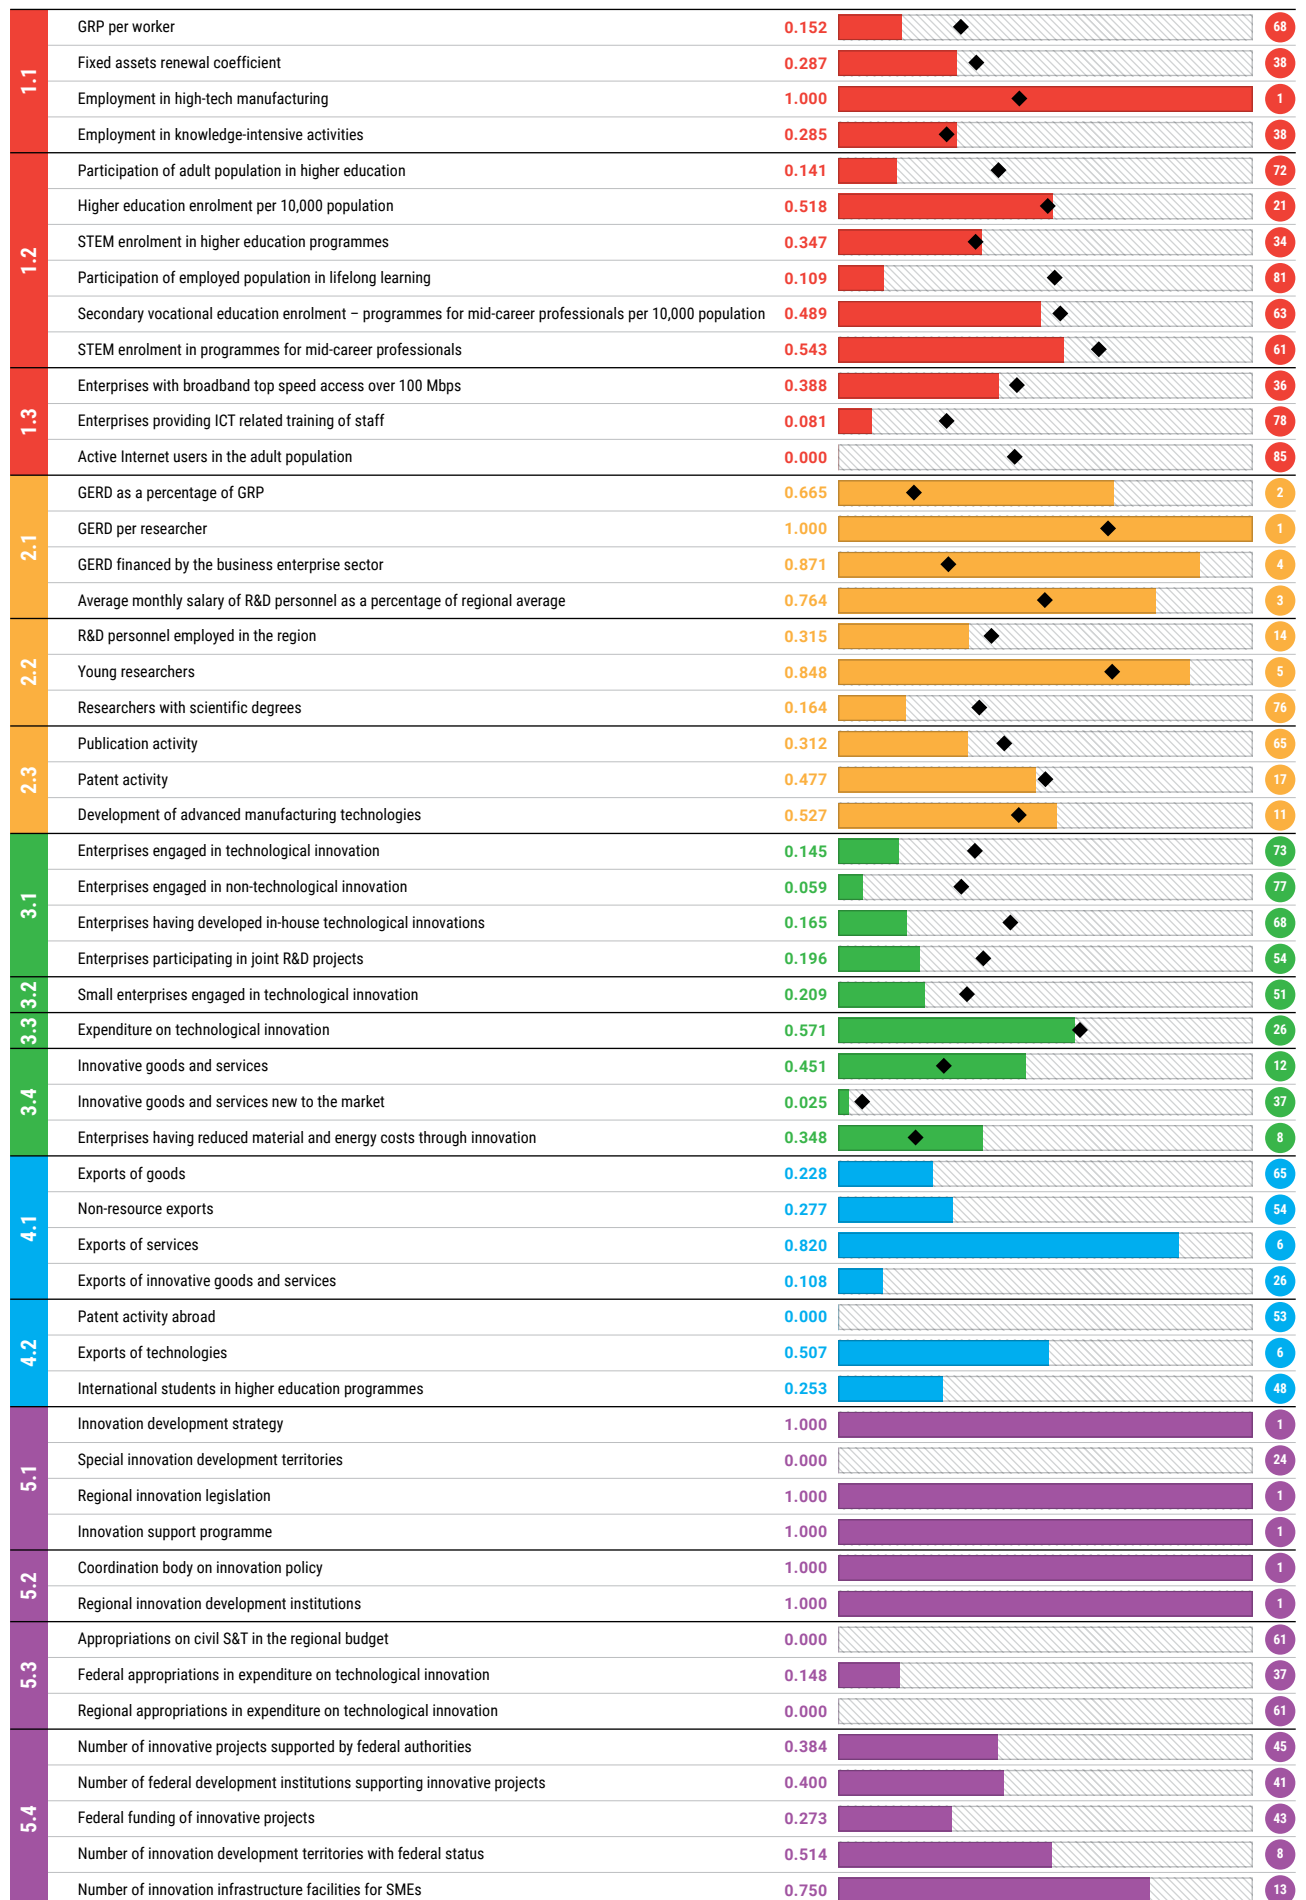 1.1
GRP per worker 0.152 68
Fixed assets renewal coefficient 0.287 38
Employment in high-tech manufacturing 1.000 1
Employment in knowledge-intensive activities 0.285 38
1.2
Participation of adult population in higher education 0.141 72
Higher education enrolment per 10,000 population 0.518 21
STEM enrolment in higher education programmes 0.347 34
Participation of employed population in lifelong learning 0.109 81
Secondary vocational education enrolment – programmes for mid-career professionals per 10,000 population 0.489 63
STEM enrolment in programmes for mid-career professionals 0.543 61
1.3
Enterprises with broadband top speed access over 100 Mbps 0.388 36
Enterprises providing ICT related training of staff 0.081 78
Active Internet users in the adult population 0.000 85
2.1
GERD as a percentage of GRP 0.665 2
GERD per researcher 1.000 1
GERD financed by the business enterprise sector 0.871 4
Average monthly salary of R&D personnel as a percentage of regional average 0.764 3
2.2
R&D personnel employed in the region 0.315 14
Young researchers 0.848 5
Researchers with scientific degrees 0.164 76
2.3
Publication activity 0.312 65
Patent activity 0.477 17
Development of advanced manufacturing technologies 0.527 11
3.1
Enterprises engaged in technological innovation 0.145 73
Enterprises engaged in non-technological innovation 0.059 77
Enterprises having developed in-house technological innovations 0.165 68
Enterprises participating in joint R&D projects 0.196 54
3.2
Small enterprises engaged in technological innovation 0.209 51
3.3
Expenditure on technological innovation 0.571 26
3.4
Innovative goods and services 0.451 12
Innovative goods and services new to the market 0.025 37
Enterprises having reduced material and energy costs through innovation 0.348 8
4.1
Exports of goods 0.228 65
Non-resource exports 0.277 54
Exports of services 0.820 6
Exports of innovative goods and services 0.108 26
4.2
Patent activity abroad 0.000 53
Exports of technologies 0.507 6
International students in higher education programmes 0.253 48
5.1
Innovation development strategy 1.000 1
Special innovation development territories 0.000 24
Regional innovation legislation 1.000 1
Innovation support programme 1.000 1
5.2
Coordination body on innovation policy 1.000 1
Regional innovation development institutions 1.000 1
5.3
Appropriations on civil S&T in the regional budget 0.000 61
Federal appropriations in expenditure on technological innovation 0.148 37
Regional appropriations in expenditure on technological innovation 0.000 61
5.4
Number of innovative projects supported by federal authorities 0.384 45
Number of federal development institutions supporting innovative projects 0.400 41
Federal funding of innovative projects 0.273 43
Number of innovation development territories with federal status 0.514 8
Number of innovation infrastructure facilities for SMEs 0.750 13